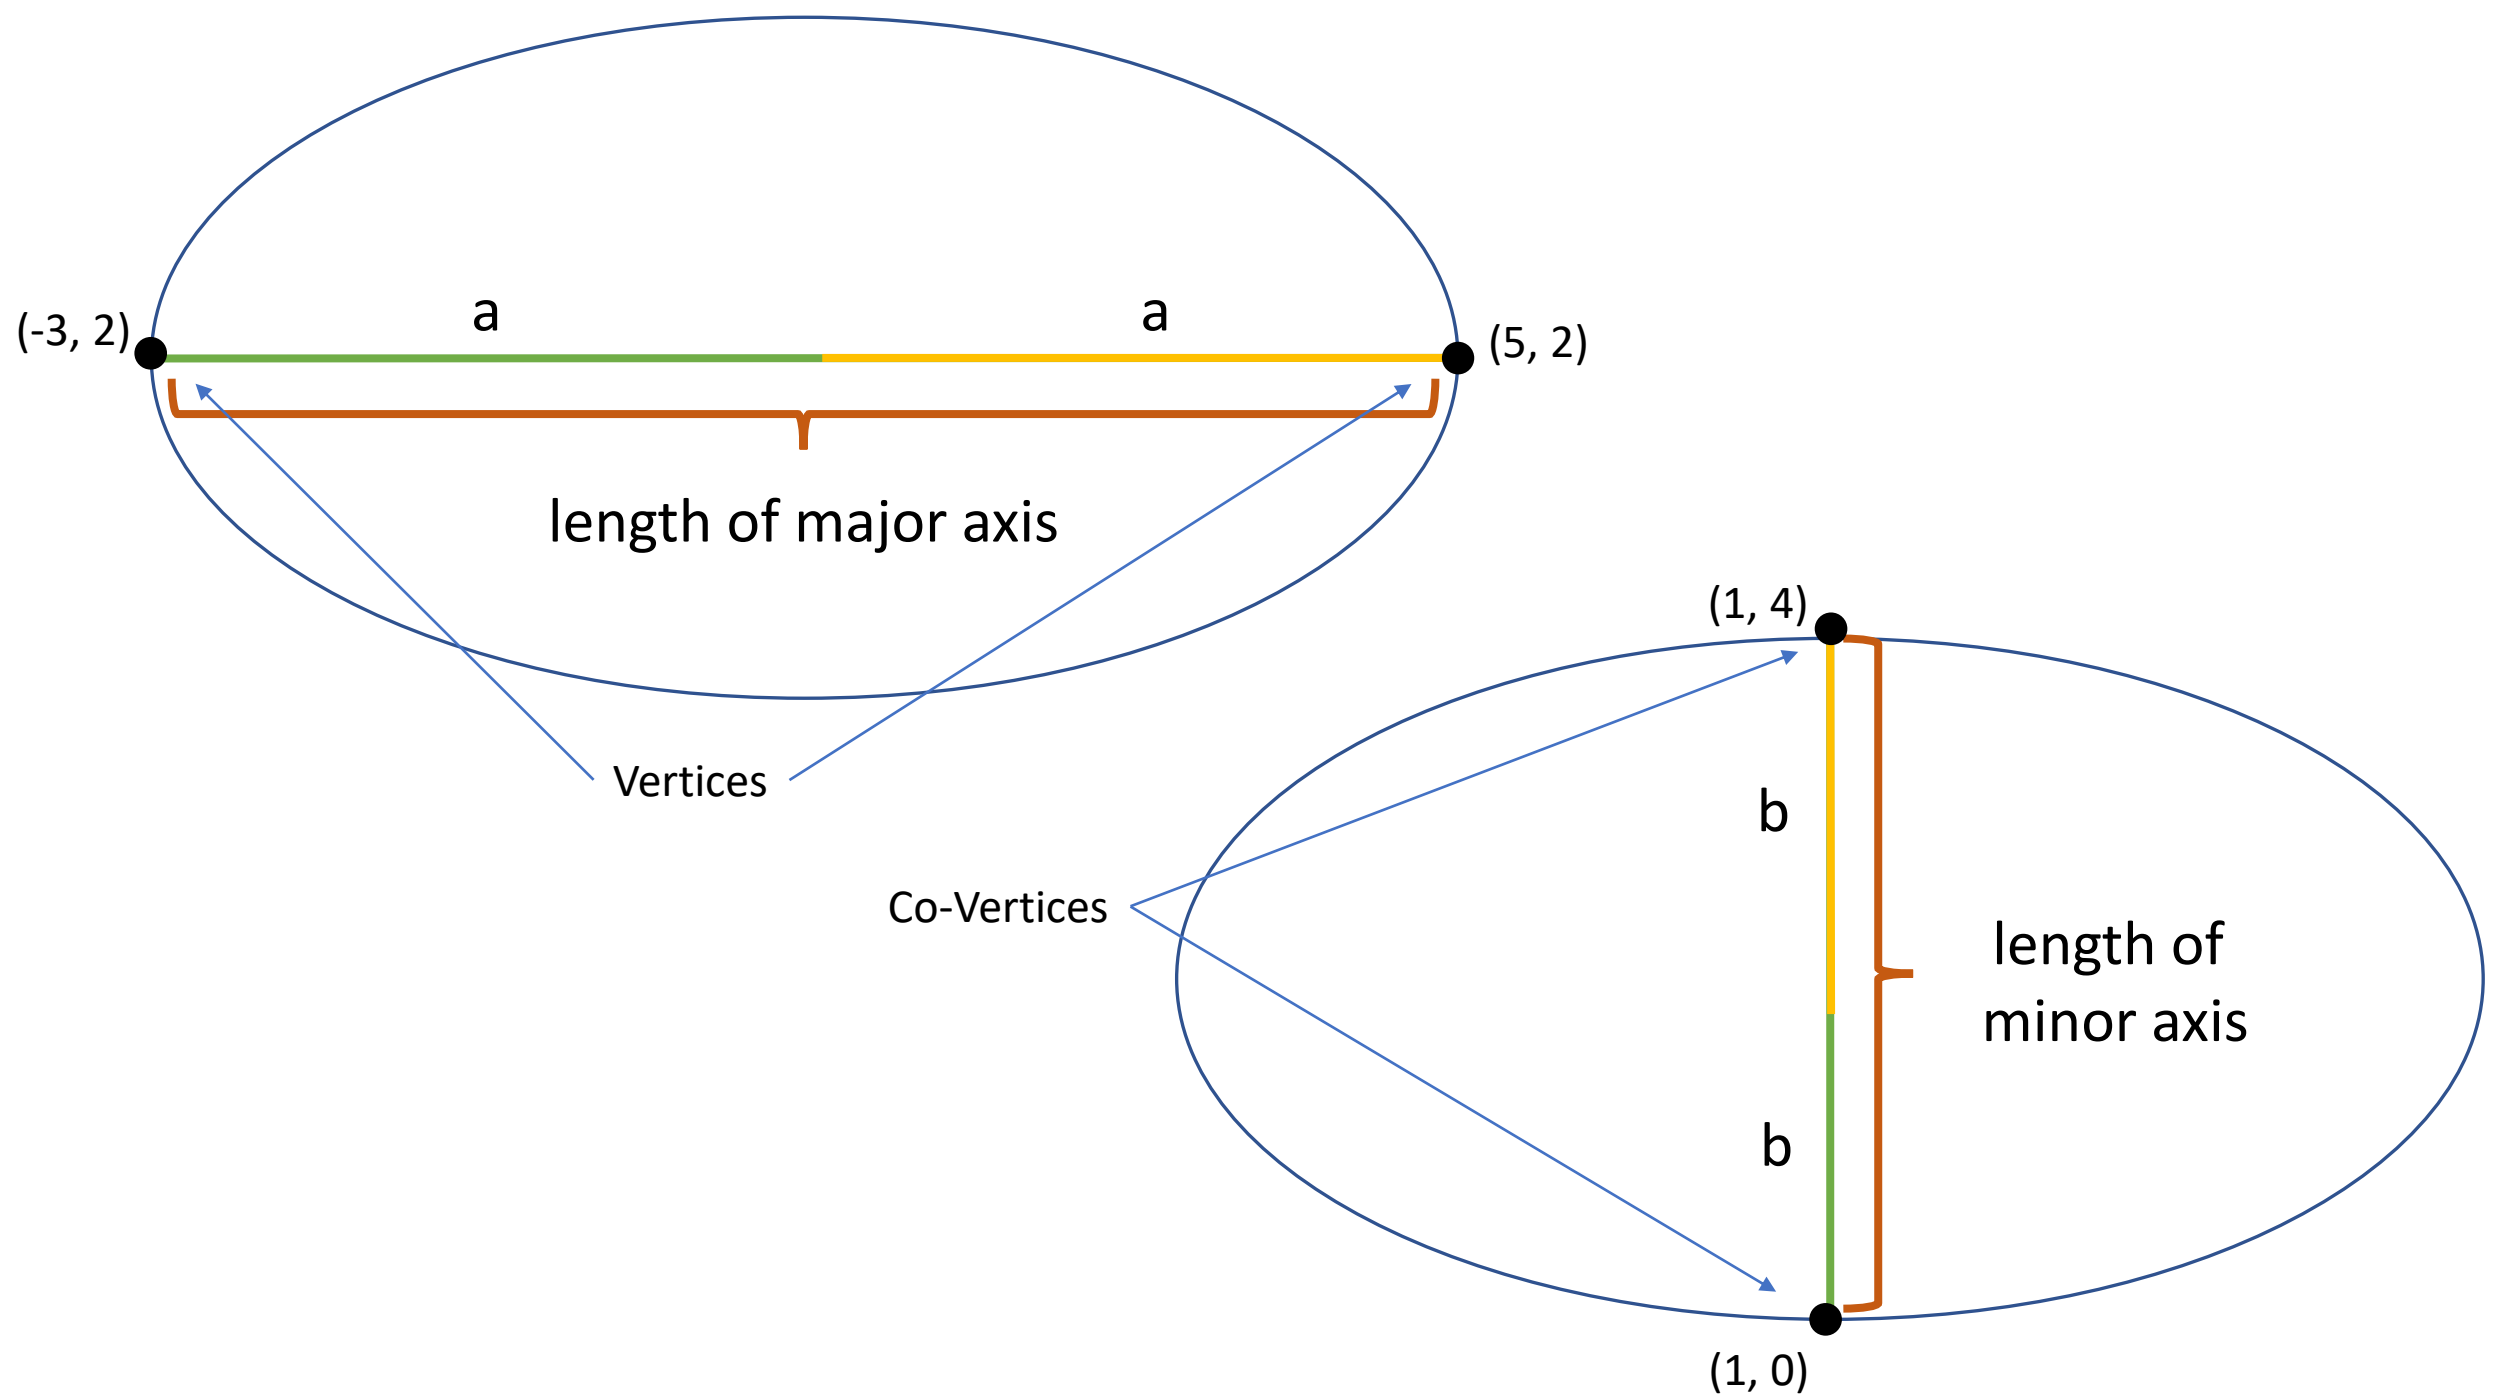 a
a
(-3, 2)
(5, 2)
length of major axis
(1, 4)
Vertices
b
Co-Vertices
length of
minor axis
b
(1, 0)